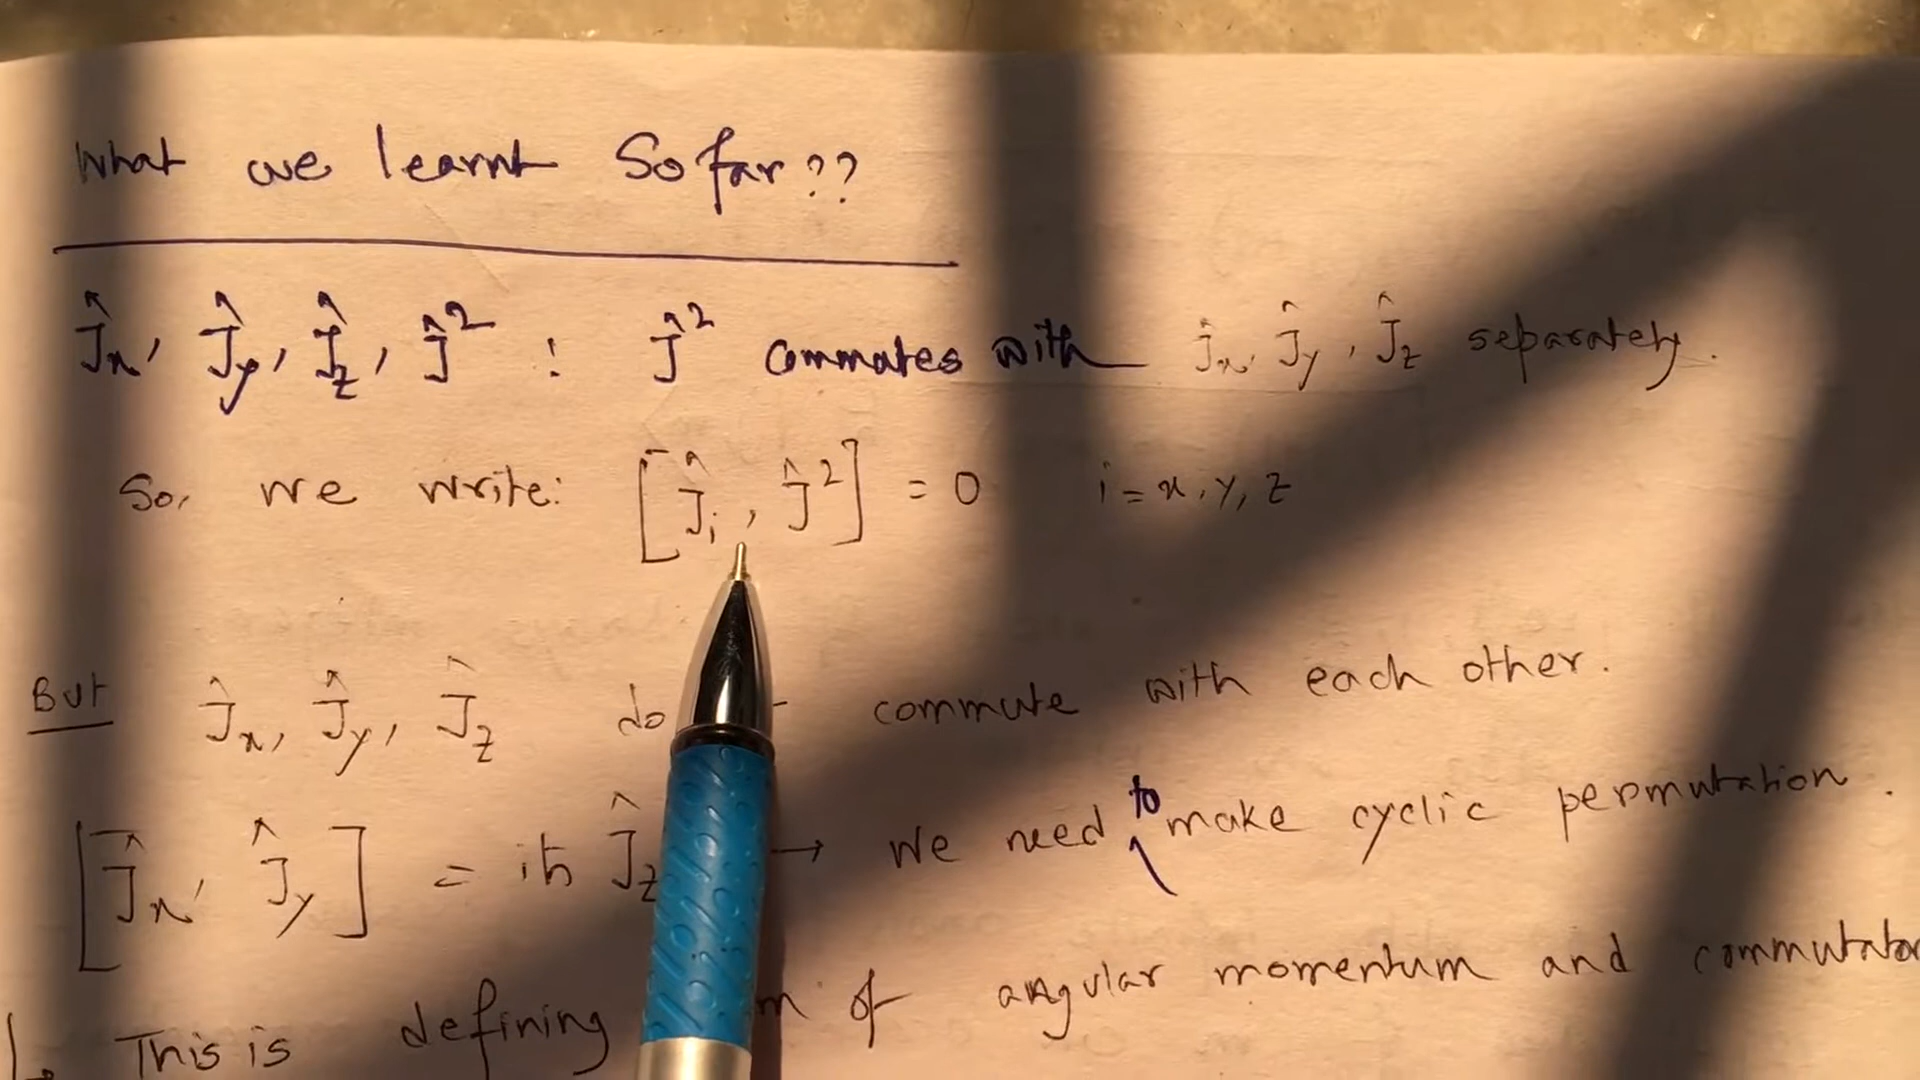 What we learnt So far ??
Ĵx, Ĵy, Ĵz, Ĵ² : Ĵ² commutes with Ĵx, Ĵy, Ĵz separately.
So, we write: [Ĵi, Ĵ²] = 0 i = x, y, z
But Ĵx, Ĵy, Ĵz do commute with each other.
[Ĵx, Ĵy] = iħ Ĵz → We need to make cyclic permutation.
This is defining of angular momentum and commutator